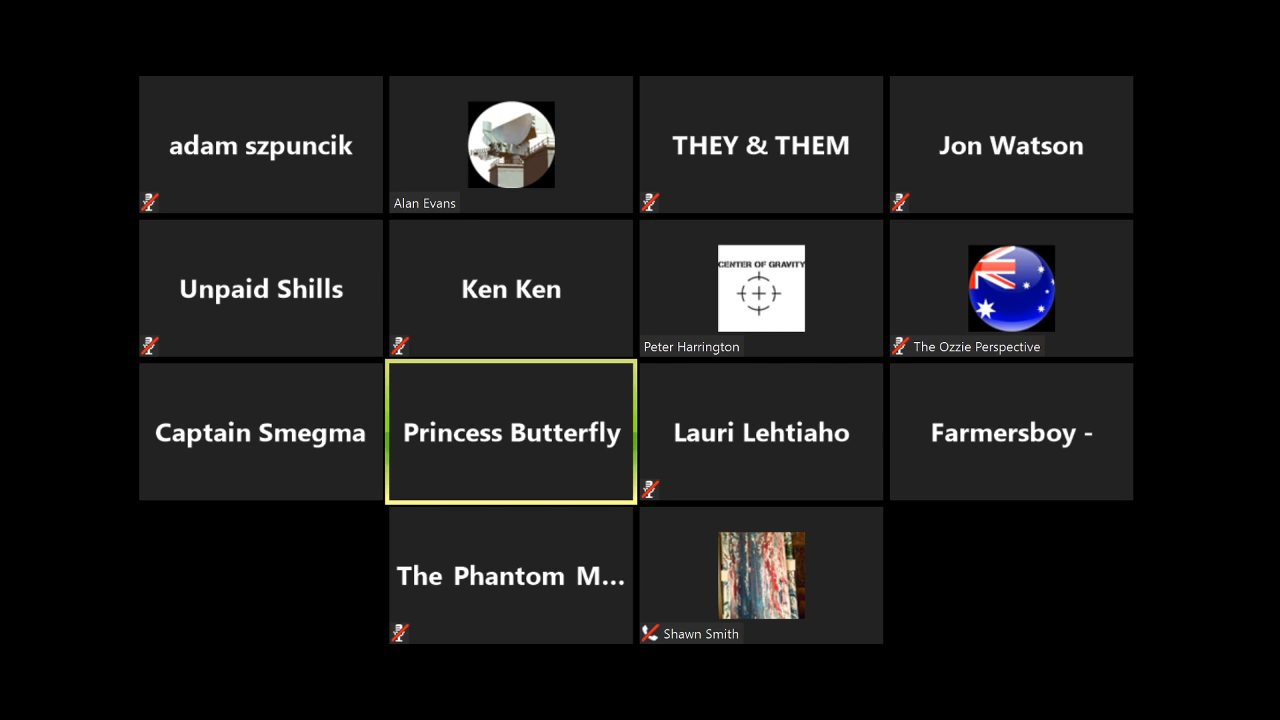 adam szpuncik
Alan Evans
THEY & THEM
Jon Watson
Unpaid Shills
Ken Ken
CENTER OF GRAVITY
Peter Harrington
The Ozzie Perspective
Captain Smegma
Princess Butterfly
Lauri Lehtiaho
Farmersboy -
The Phantom M...
Shawn Smith